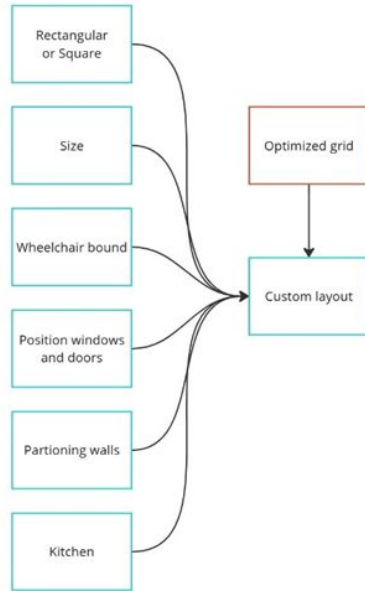 Rectangular
or Square
Size
Optimized grid
Wheelchair bound
Custom layout
Position windows
and doors
Partioning walls
Kitchen